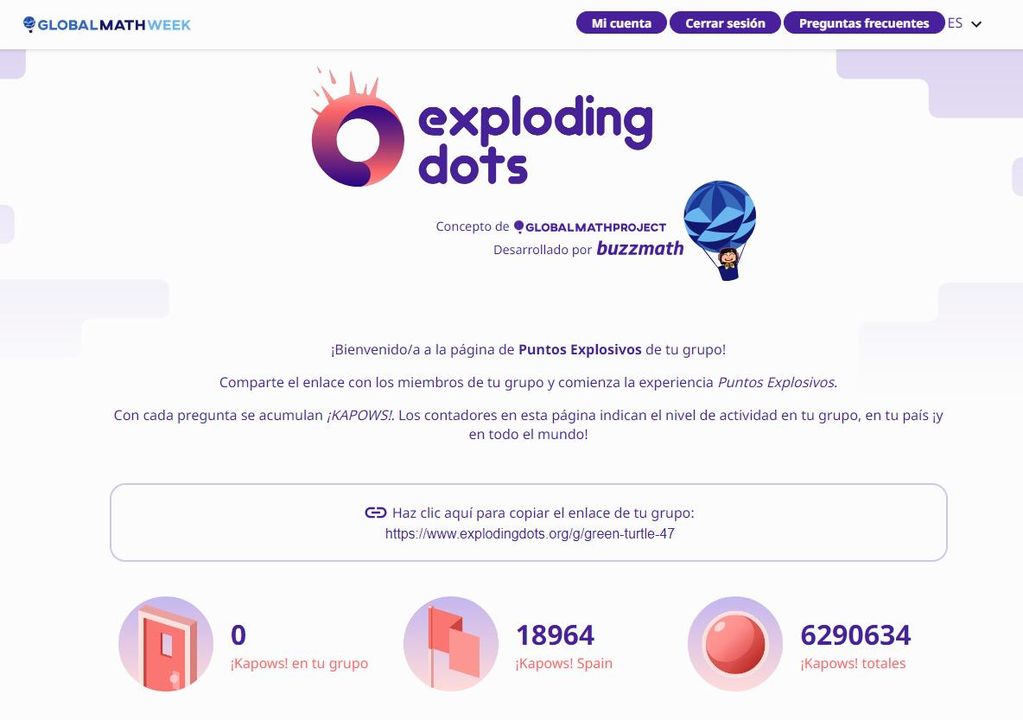 GLOBALMATHWEEK
Mi cuenta
Cerrar sesión
Preguntas frecuentes
ES
exploding
dots
Concepto de GLOBALMATHPROJECT
Desarrollado por buzzmath
¡Bienvenido/a a la página de Puntos Explosivos de tu grupo!
Comparte el enlace con los miembros de tu grupo y comienza la experiencia Puntos Explosivos.
Con cada pregunta se acumulan ¡KAPOWS!. Los contadores en esta página indican el nivel de actividad en tu grupo, en tu país ¡y
en todo el mundo!
Haz clic aquí para copiar el enlace de tu grupo:
https://www.explodingdots.org/g/green-turtle-47
0
¡Kapows! en tu grupo
18964
¡Kapows! Spain
6290634
¡Kapows! totales